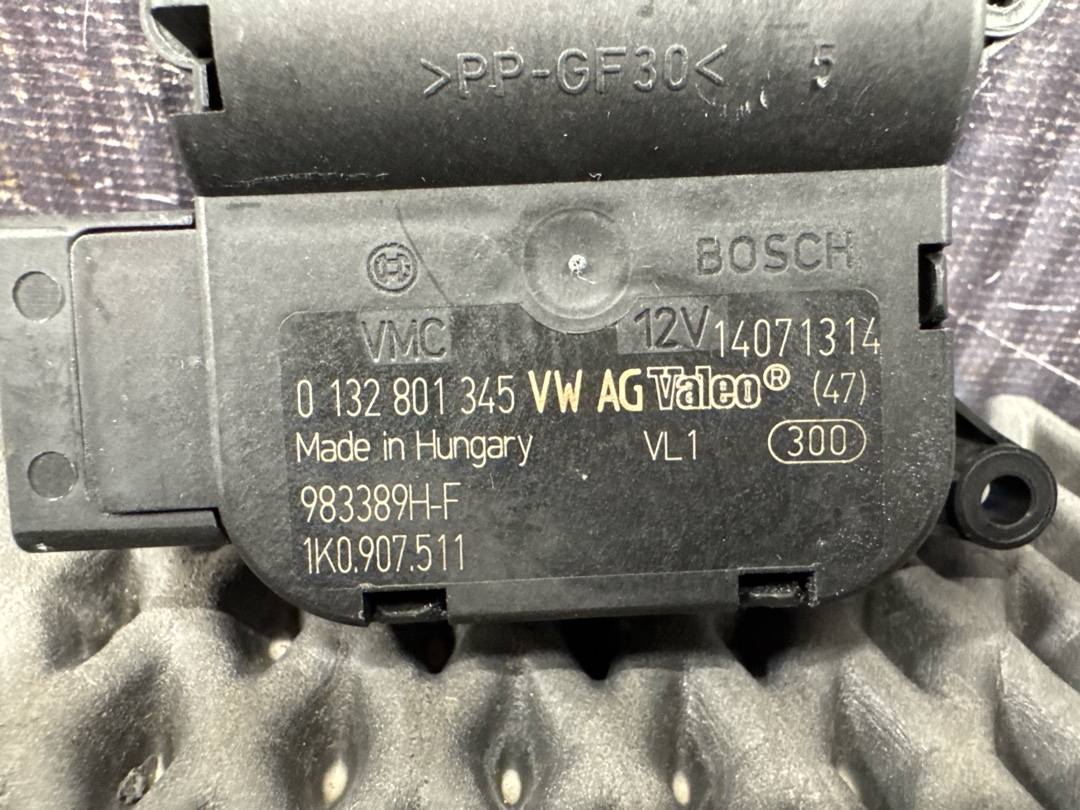 >PP-GF30< 5
BOSCH
VMC 12V 14071314
0 132 801 345 VW AG Valeo® (47)
Made in Hungary VL1 300
983389H-F
1K0.907.511